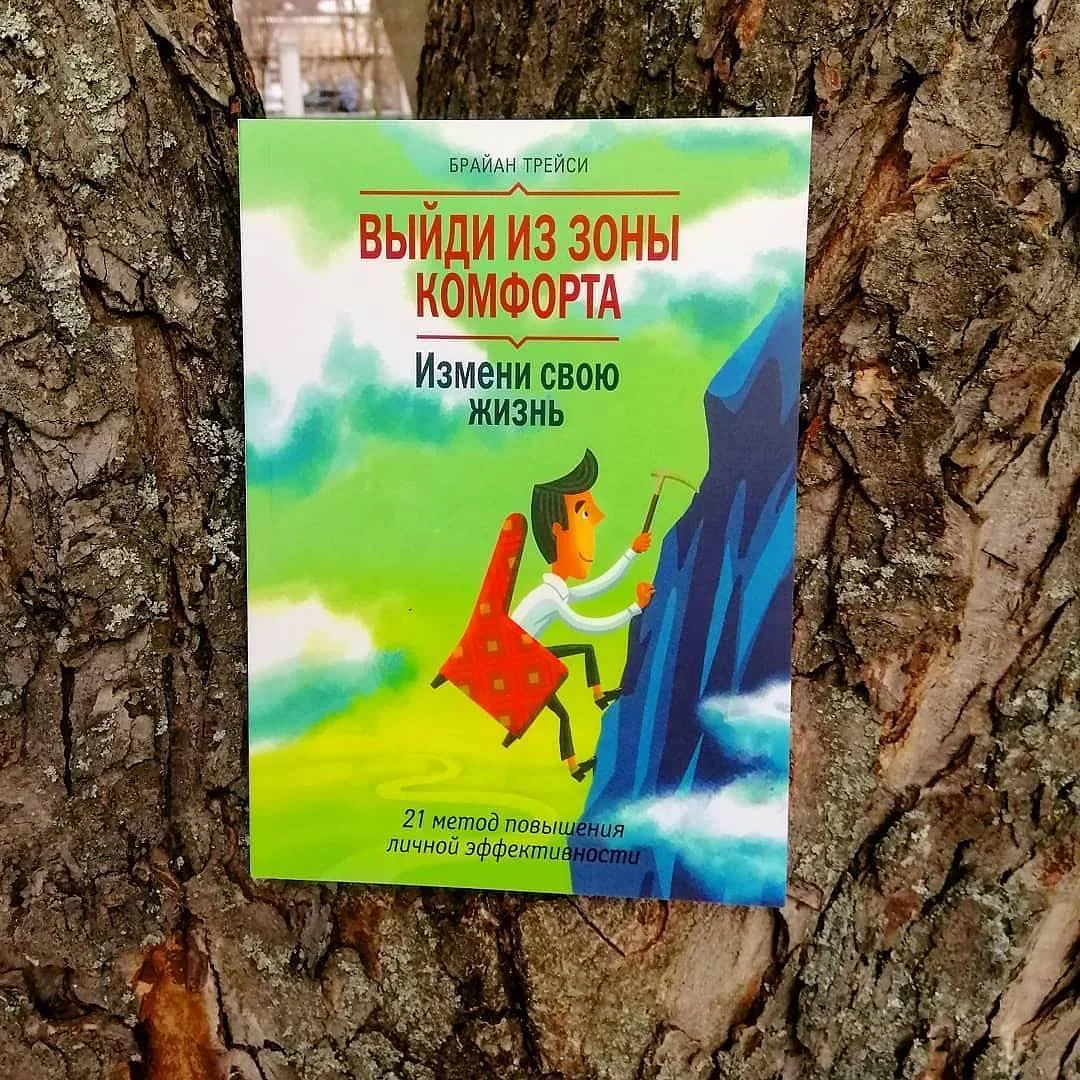 БРАЙАН ТРЕЙСИ
ВЫЙДИ ИЗ ЗОНЫ
КОМФОРТА
Измени свою
жизнь
21 метод повышения
личной эффективности